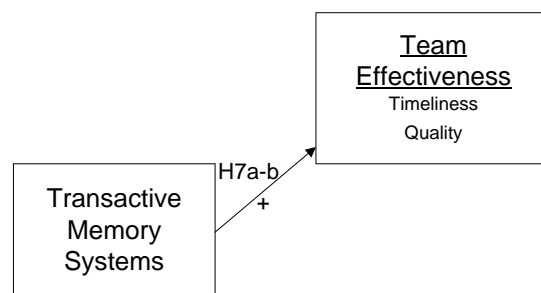 Team
Effectiveness
Timeliness
Quality
H7a-b
+
Transactive
Memory
Systems